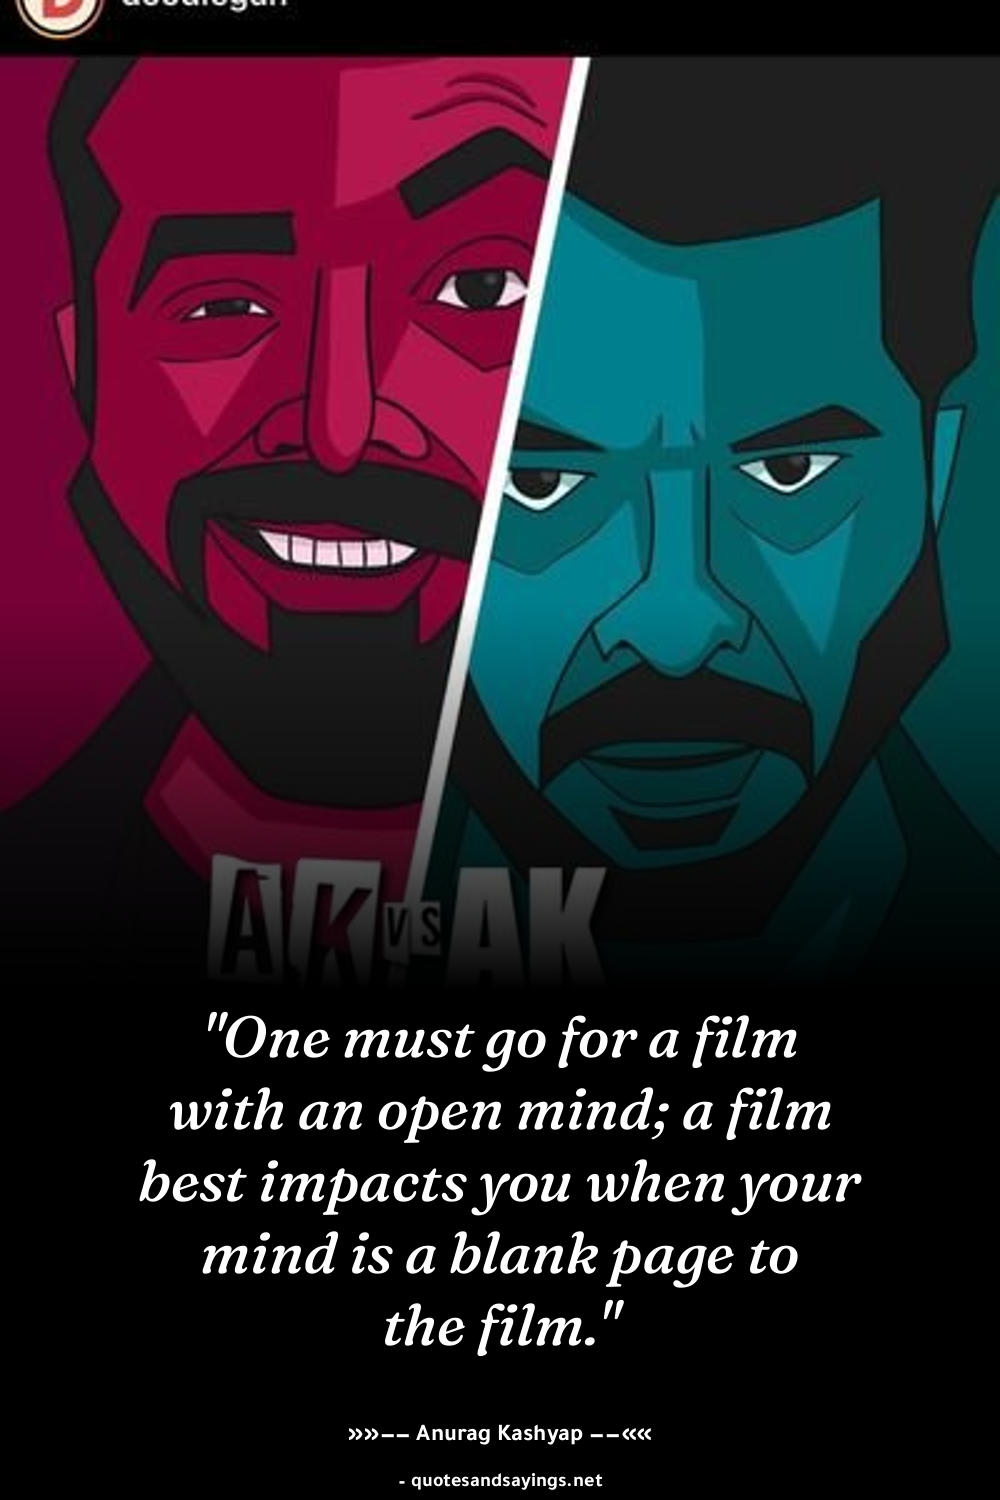 AK VS AK
"One must go for a film
with an open mind; a film
best impacts you when your
mind is a blank page to
the film."
»»−− Anurag Kashyap −−««
- quotesandsayings.net